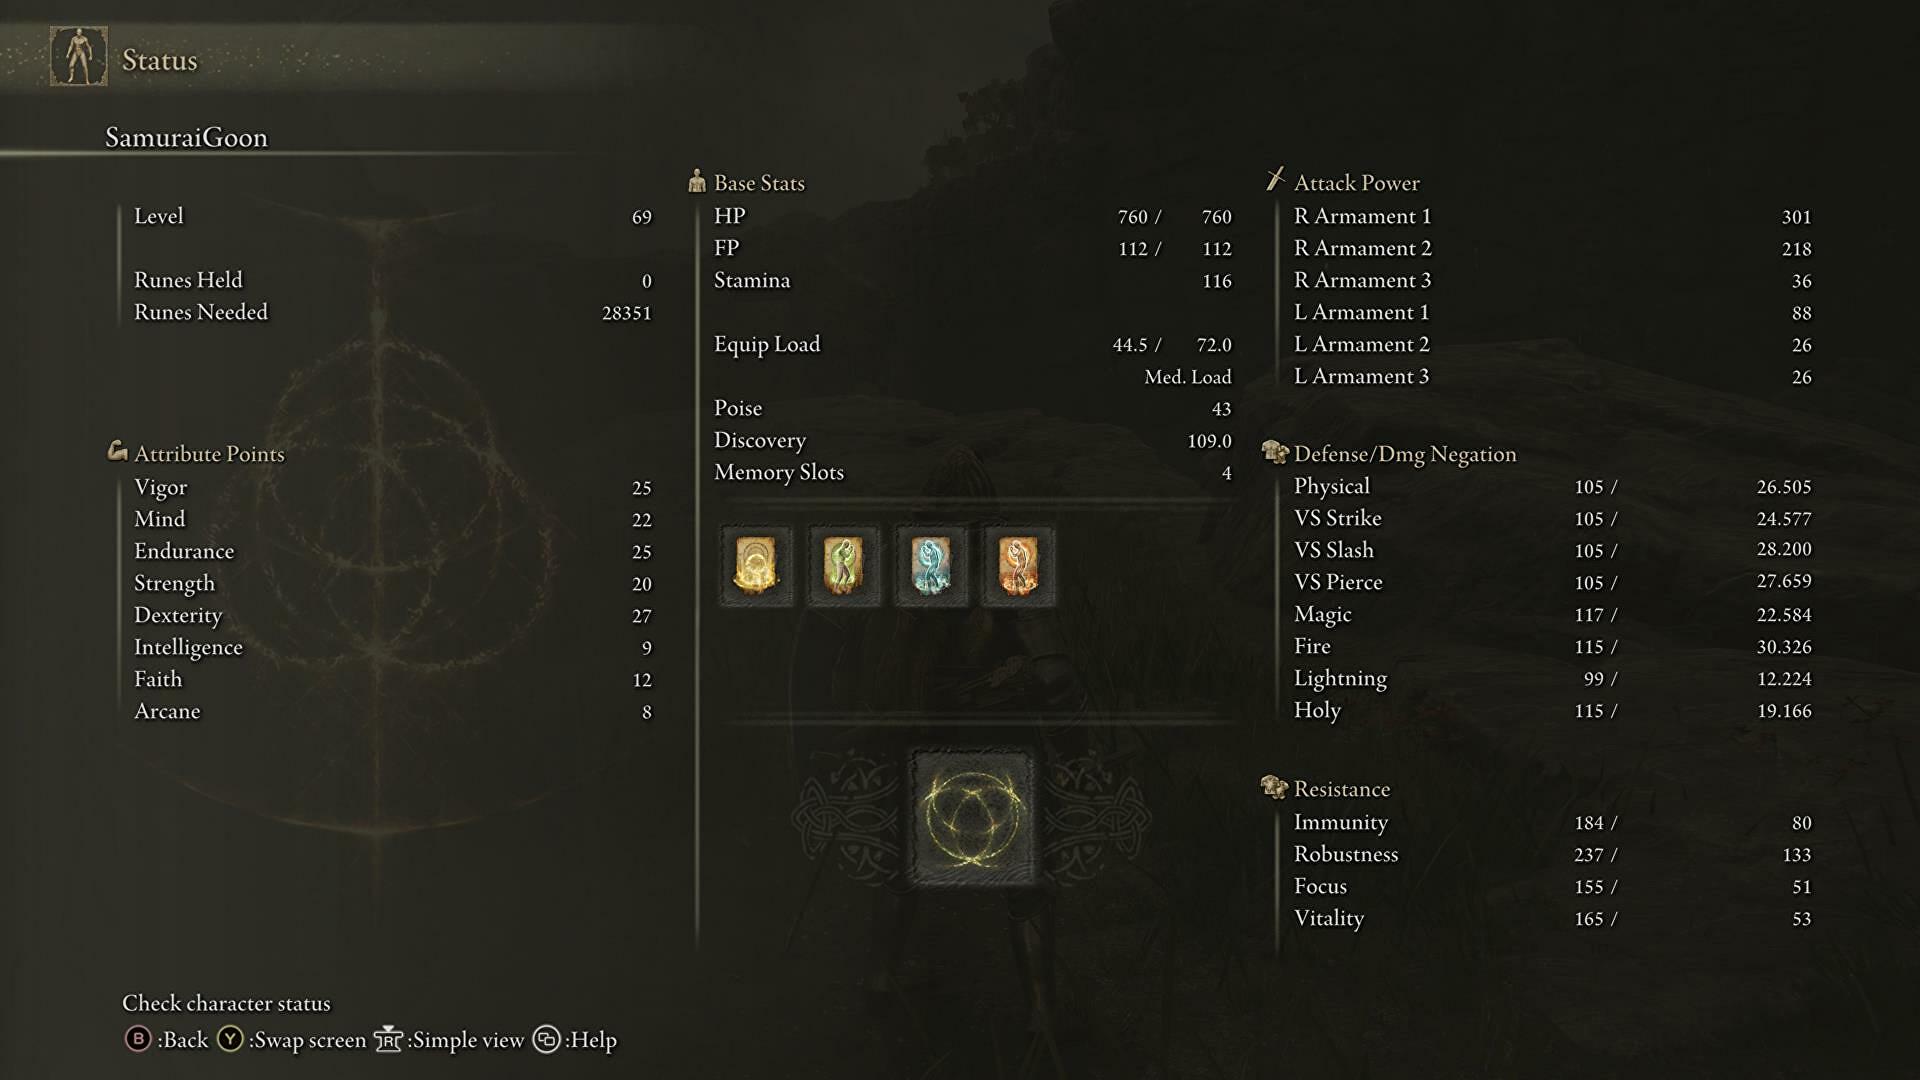 Status
SamuraiGoon
Level 69
Runes Held 0
Runes Needed 28351
Attribute Points
Vigor 25
Mind 22
Endurance 25
Strength 20
Dexterity 27
Intelligence 9
Faith 12
Arcane 8
Base Stats
HP 760 / 760
FP 112 / 112
Stamina 116
Equip Load 44.5 / 72.0
Med. Load
Poise 43
Discovery 109.0
Memory Slots 4
Attack Power
R Armament 1 301
R Armament 2 218
R Armament 3 36
L Armament 1 88
L Armament 2 26
L Armament 3 26
Defense/Dmg Negation
Physical 105 / 26.505
VS Strike 105 / 24.577
VS Slash 105 / 28.200
VS Pierce 105 / 27.659
Magic 117 / 22.584
Fire 115 / 30.326
Lightning 99 / 12.224
Holy 115 / 19.166
Resistance
Immunity 184 / 80
Robustness 237 / 133
Focus 155 / 51
Vitality 165 / 53
Check character status
B :Back Y :Swap screen R :Simple view :Help